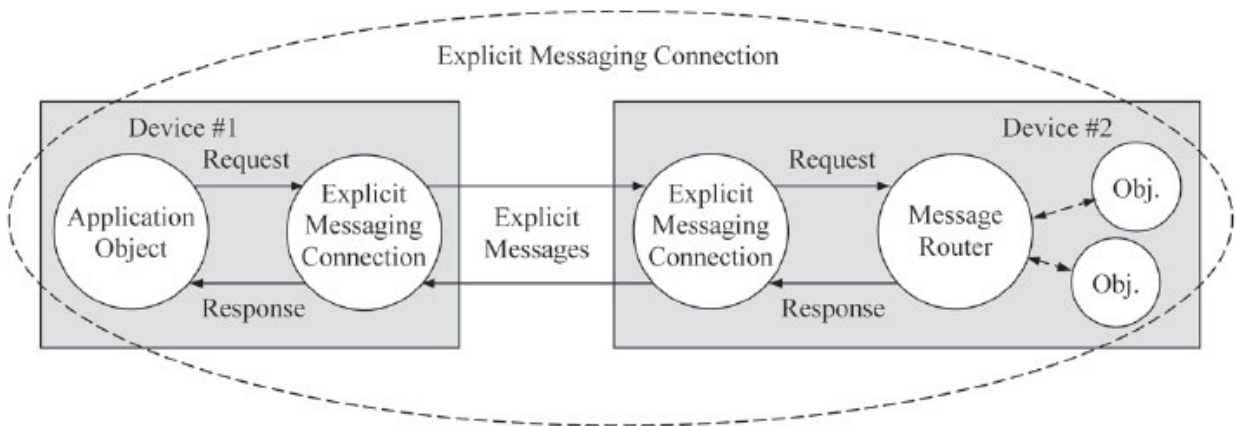 Explicit Messaging Connection
Device #1
Device #2
Request
Request
Obj.
Application
Object
Explicit
Messaging
Connection
Explicit
Messages
Explicit
Messaging
Connection
Message
Router
Obj.
Response
Response